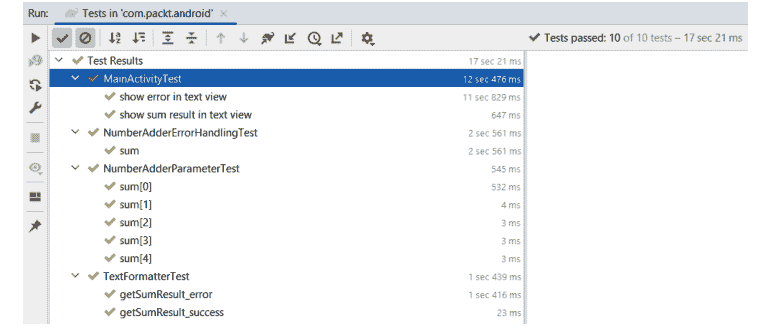 Run: Tests in 'com.packt.android' ×
Tests passed: 10 of 10 tests – 17 sec 21 ms
Test Results 17 sec 21 ms
MainActivityTest 12 sec 476 ms
show error in text view 11 sec 829 ms
show sum result in text view 647 ms
NumberAdderErrorHandlingTest 2 sec 561 ms
sum 2 sec 561 ms
NumberAdderParameterTest 545 ms
sum[0] 532 ms
sum[1] 4 ms
sum[2] 3 ms
sum[3] 3 ms
sum[4] 3 ms
TextFormatterTest 1 sec 439 ms
getSumResult_error 1 sec 416 ms
getSumResult_success 23 ms